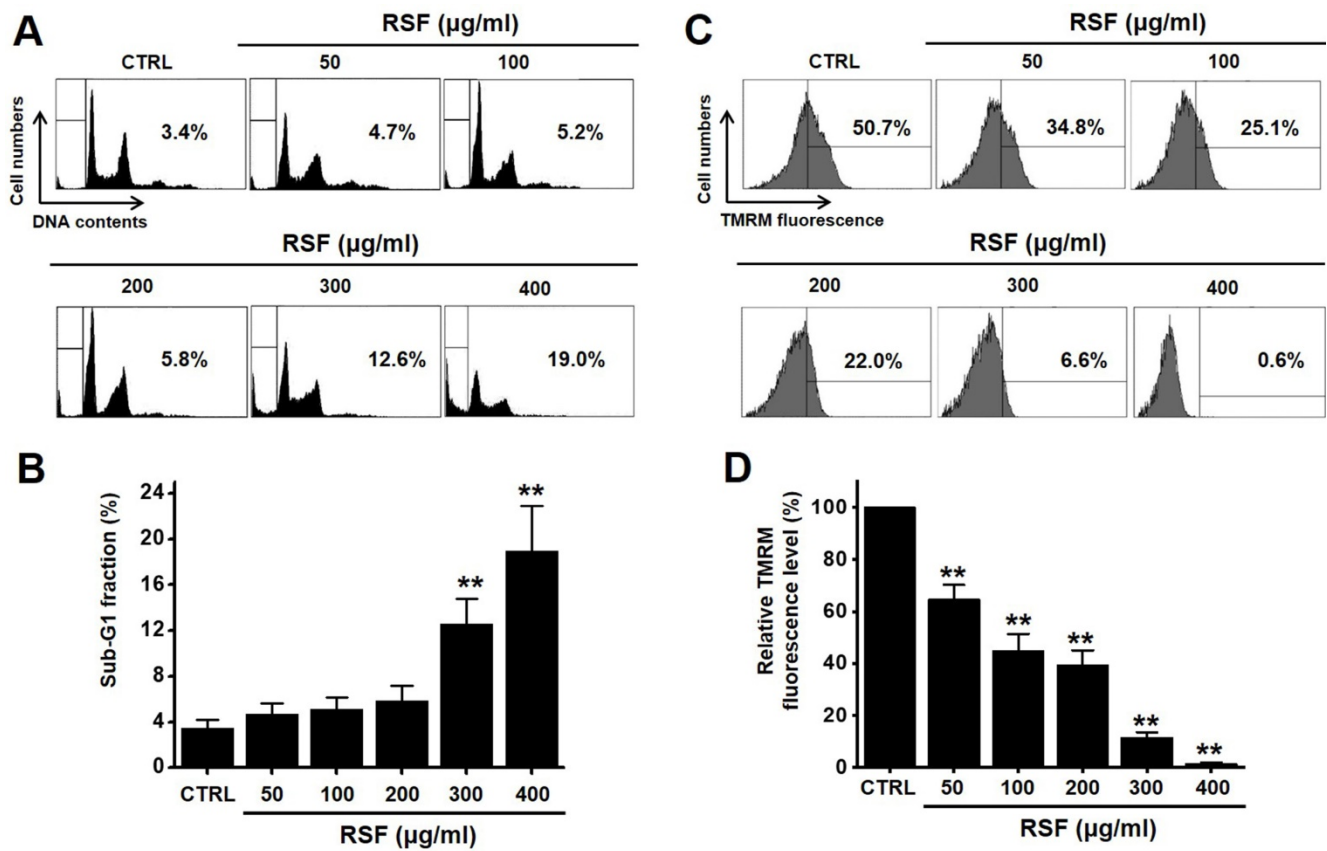 A
RSF (µg/ml)
CTRL 50 100
Cell numbers
3.4% 4.7% 5.2%
DNA contents
RSF (µg/ml)
200 300 400
5.8% 12.6% 19.0%
B
Sub-G1 fraction (%)
24
20
16
12
8
4
0
** **
CTRL 50 100 200 300 400
RSF (µg/ml)
C
RSF (µg/ml)
CTRL 50 100
Cell numbers
50.7% 34.8% 25.1%
TMRM fluorescence
RSF (µg/ml)
200 300 400
22.0% 6.6% 0.6%
D
Relative TMRM
fluorescence level (%)
100
80
60
40
20
0
** ** ** ** **
CTRL 50 100 200 300 400
RSF (µg/ml)